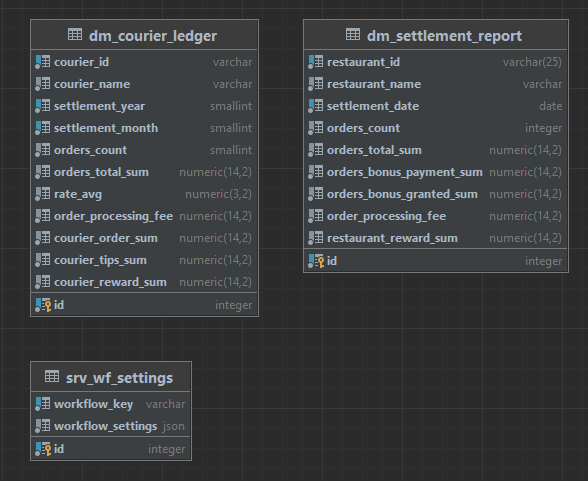 dm_courier_ledger
courier_id varchar
courier_name varchar
settlement_year smallint
settlement_month smallint
orders_count smallint
orders_total_sum numeric(14,2)
rate_avg numeric(3,2)
order_processing_fee numeric(14,2)
courier_order_sum numeric(14,2)
courier_tips_sum numeric(14,2)
courier_reward_sum numeric(14,2)
id integer
dm_settlement_report
restaurant_id varchar(25)
restaurant_name varchar
settlement_date date
orders_count integer
orders_total_sum numeric(14,2)
orders_bonus_payment_sum numeric(14,2)
orders_bonus_granted_sum numeric(14,2)
order_processing_fee numeric(14,2)
restaurant_reward_sum numeric(14,2)
id integer
srv_wf_settings
workflow_key varchar
workflow_settings json
id integer